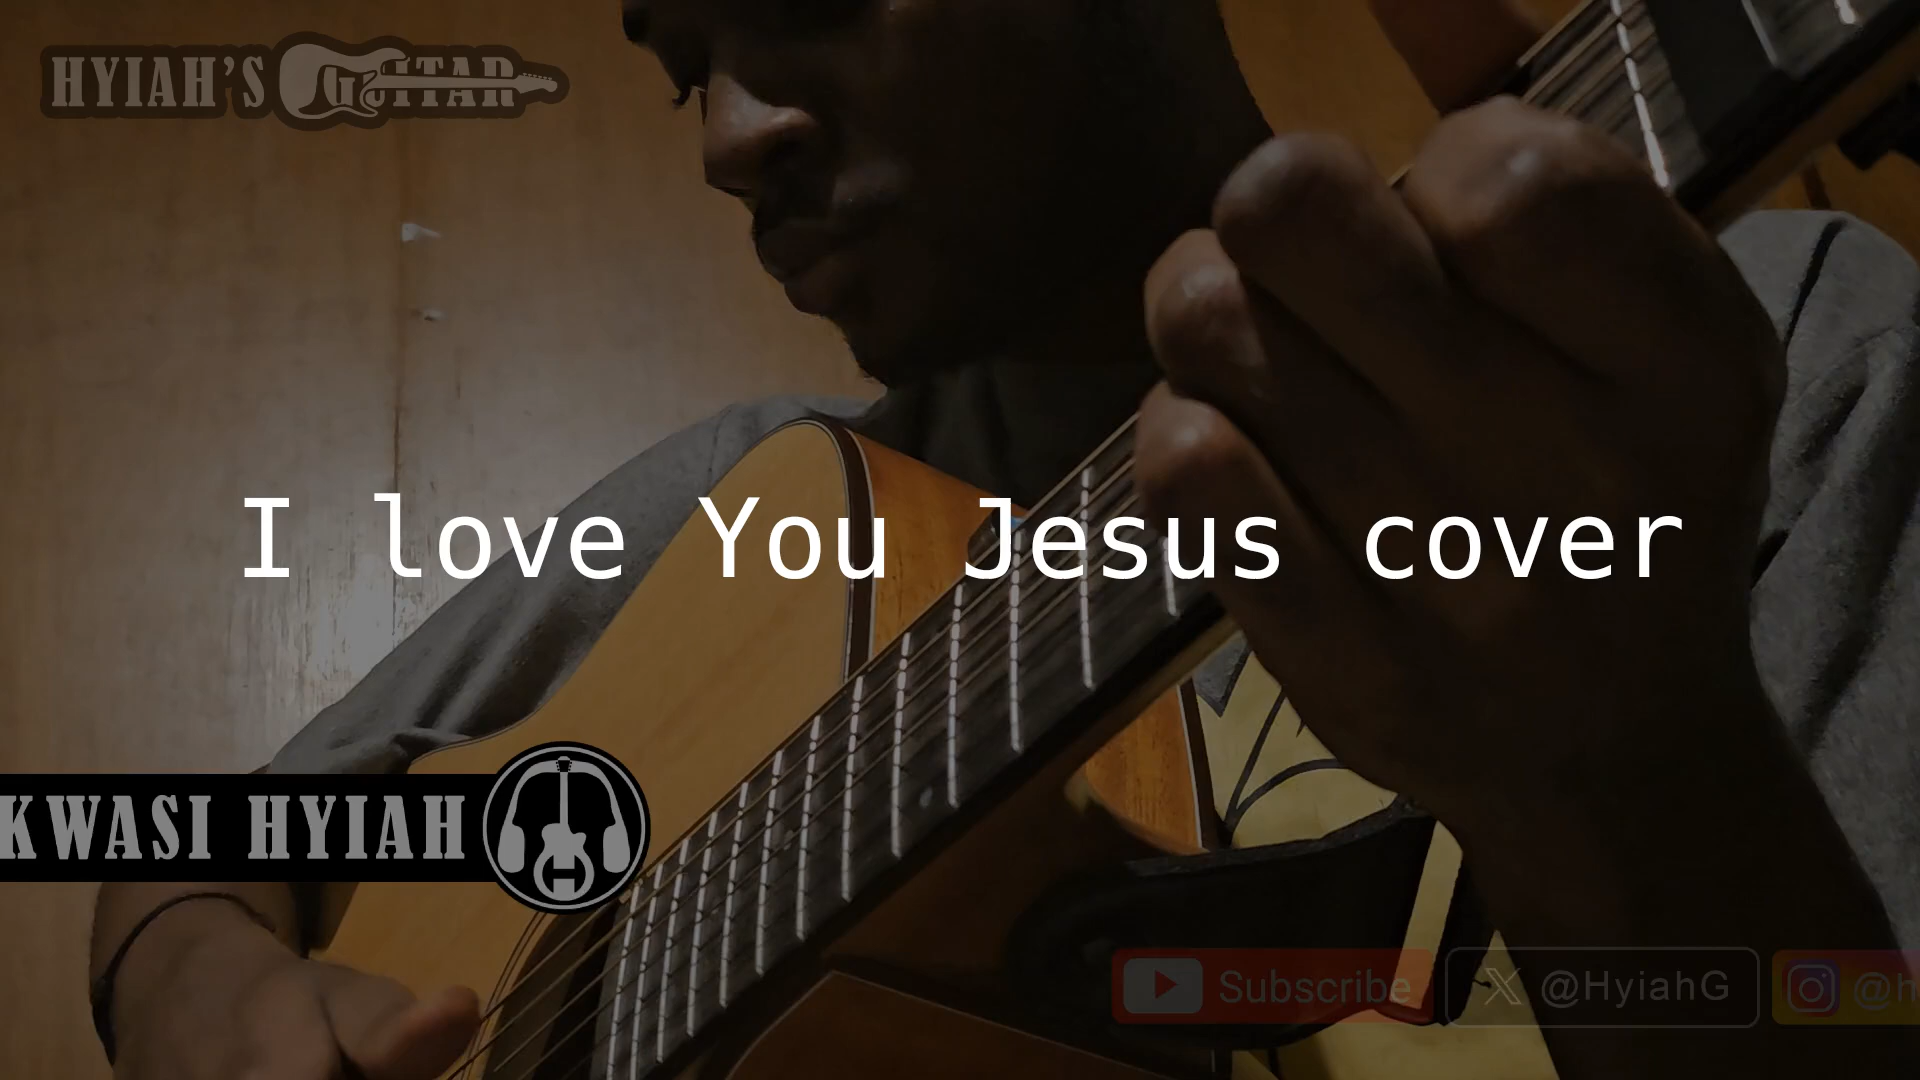 HYIAH'S GUITAR
I love You Jesus cover
KWASI HYIAH
Subscribe
@HyiahG
@h